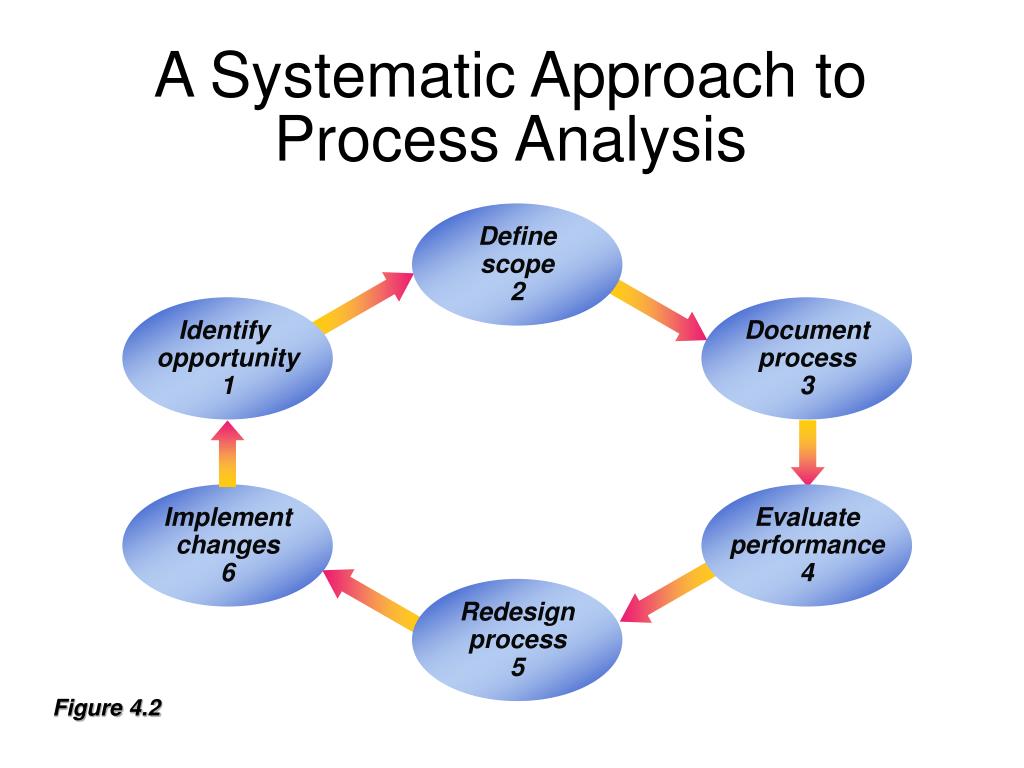 A Systematic Approach to
Process Analysis
Define
scope
2
Identify
opportunity
1
Document
process
3
Implement
changes
6
Evaluate
performance
4
Redesign
process
5
Figure 4.2